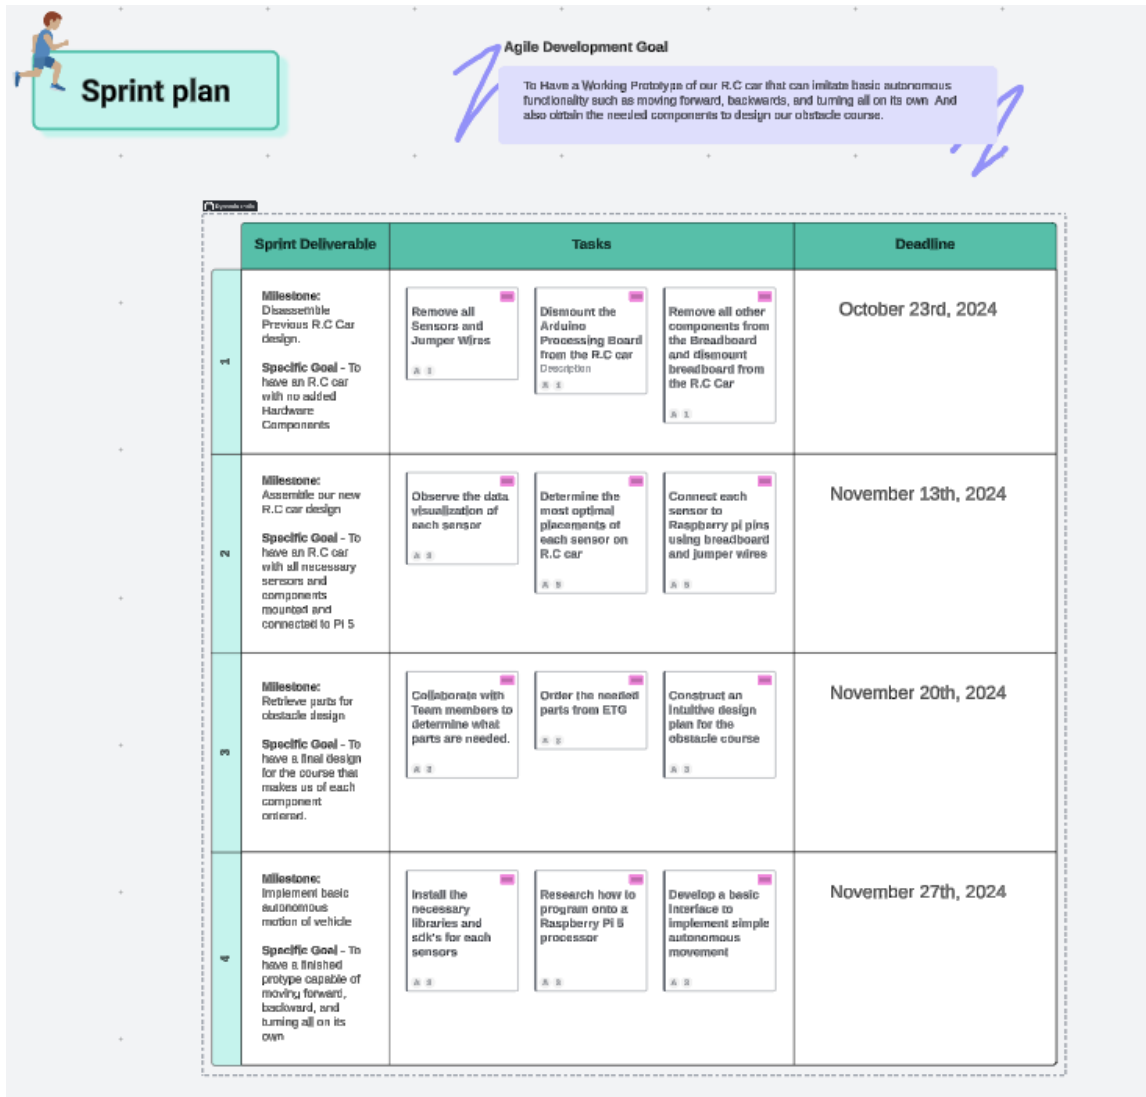 Sprint plan
Agile Development Goal
To Have a Working Prototype of our R.C car that can imitate basic autonomous
functionality such as moving forward, backwards, and turning all on its own And
also obtain the needed components to design our obstacle course.
Sprint Deliverable
Tasks
Deadline
1
Milestone:
Disassemble
Previous R.C Car
design.
Specific Goal - To
have an R.C car
with no added
Hardware
Components
Remove all
Sensors and
Jumper Wires
Dismount the
Arduino
Processing Board
from the R.C car
Description
Remove all other
components from
the Breadboard
and dismount
breadboard from
the R.C Car
October 23rd, 2024
2
Milestone:
Assemble our new
R.C car design
Specific Goal - To
have an R.C car
with all necessary
sensors and
components
mounted and
connected to Pi 5
Observe the data
visualization of
each sensor
Determine the
most optimal
placements of
each sensor on
R.C car
Connect each
sensor to
Raspberry pi pins
using breadboard
and jumper wires
November 13th, 2024
3
Milestone:
Retrieve parts for
obstacle design
Specific Goal - To
have a final design
for the course that
makes us of each
component
ordered.
Collaborate with
Team members to
determine what
parts are needed.
Order the needed
parts from ETG
Construct an
intuitive design
plan for the
obstacle course
November 20th, 2024
4
Milestone:
Implement basic
autonomous
motion of vehicle
Specific Goal - To
have a finished
protype capable of
moving forward,
backward, and
turning all on its
own
Install the
necessary
libraries and
sdk's for each
sensors
Research how to
program onto a
Raspberry Pi 5
processor
Develop a basic
interface to
implement simple
autonomous
movement
November 27th, 2024